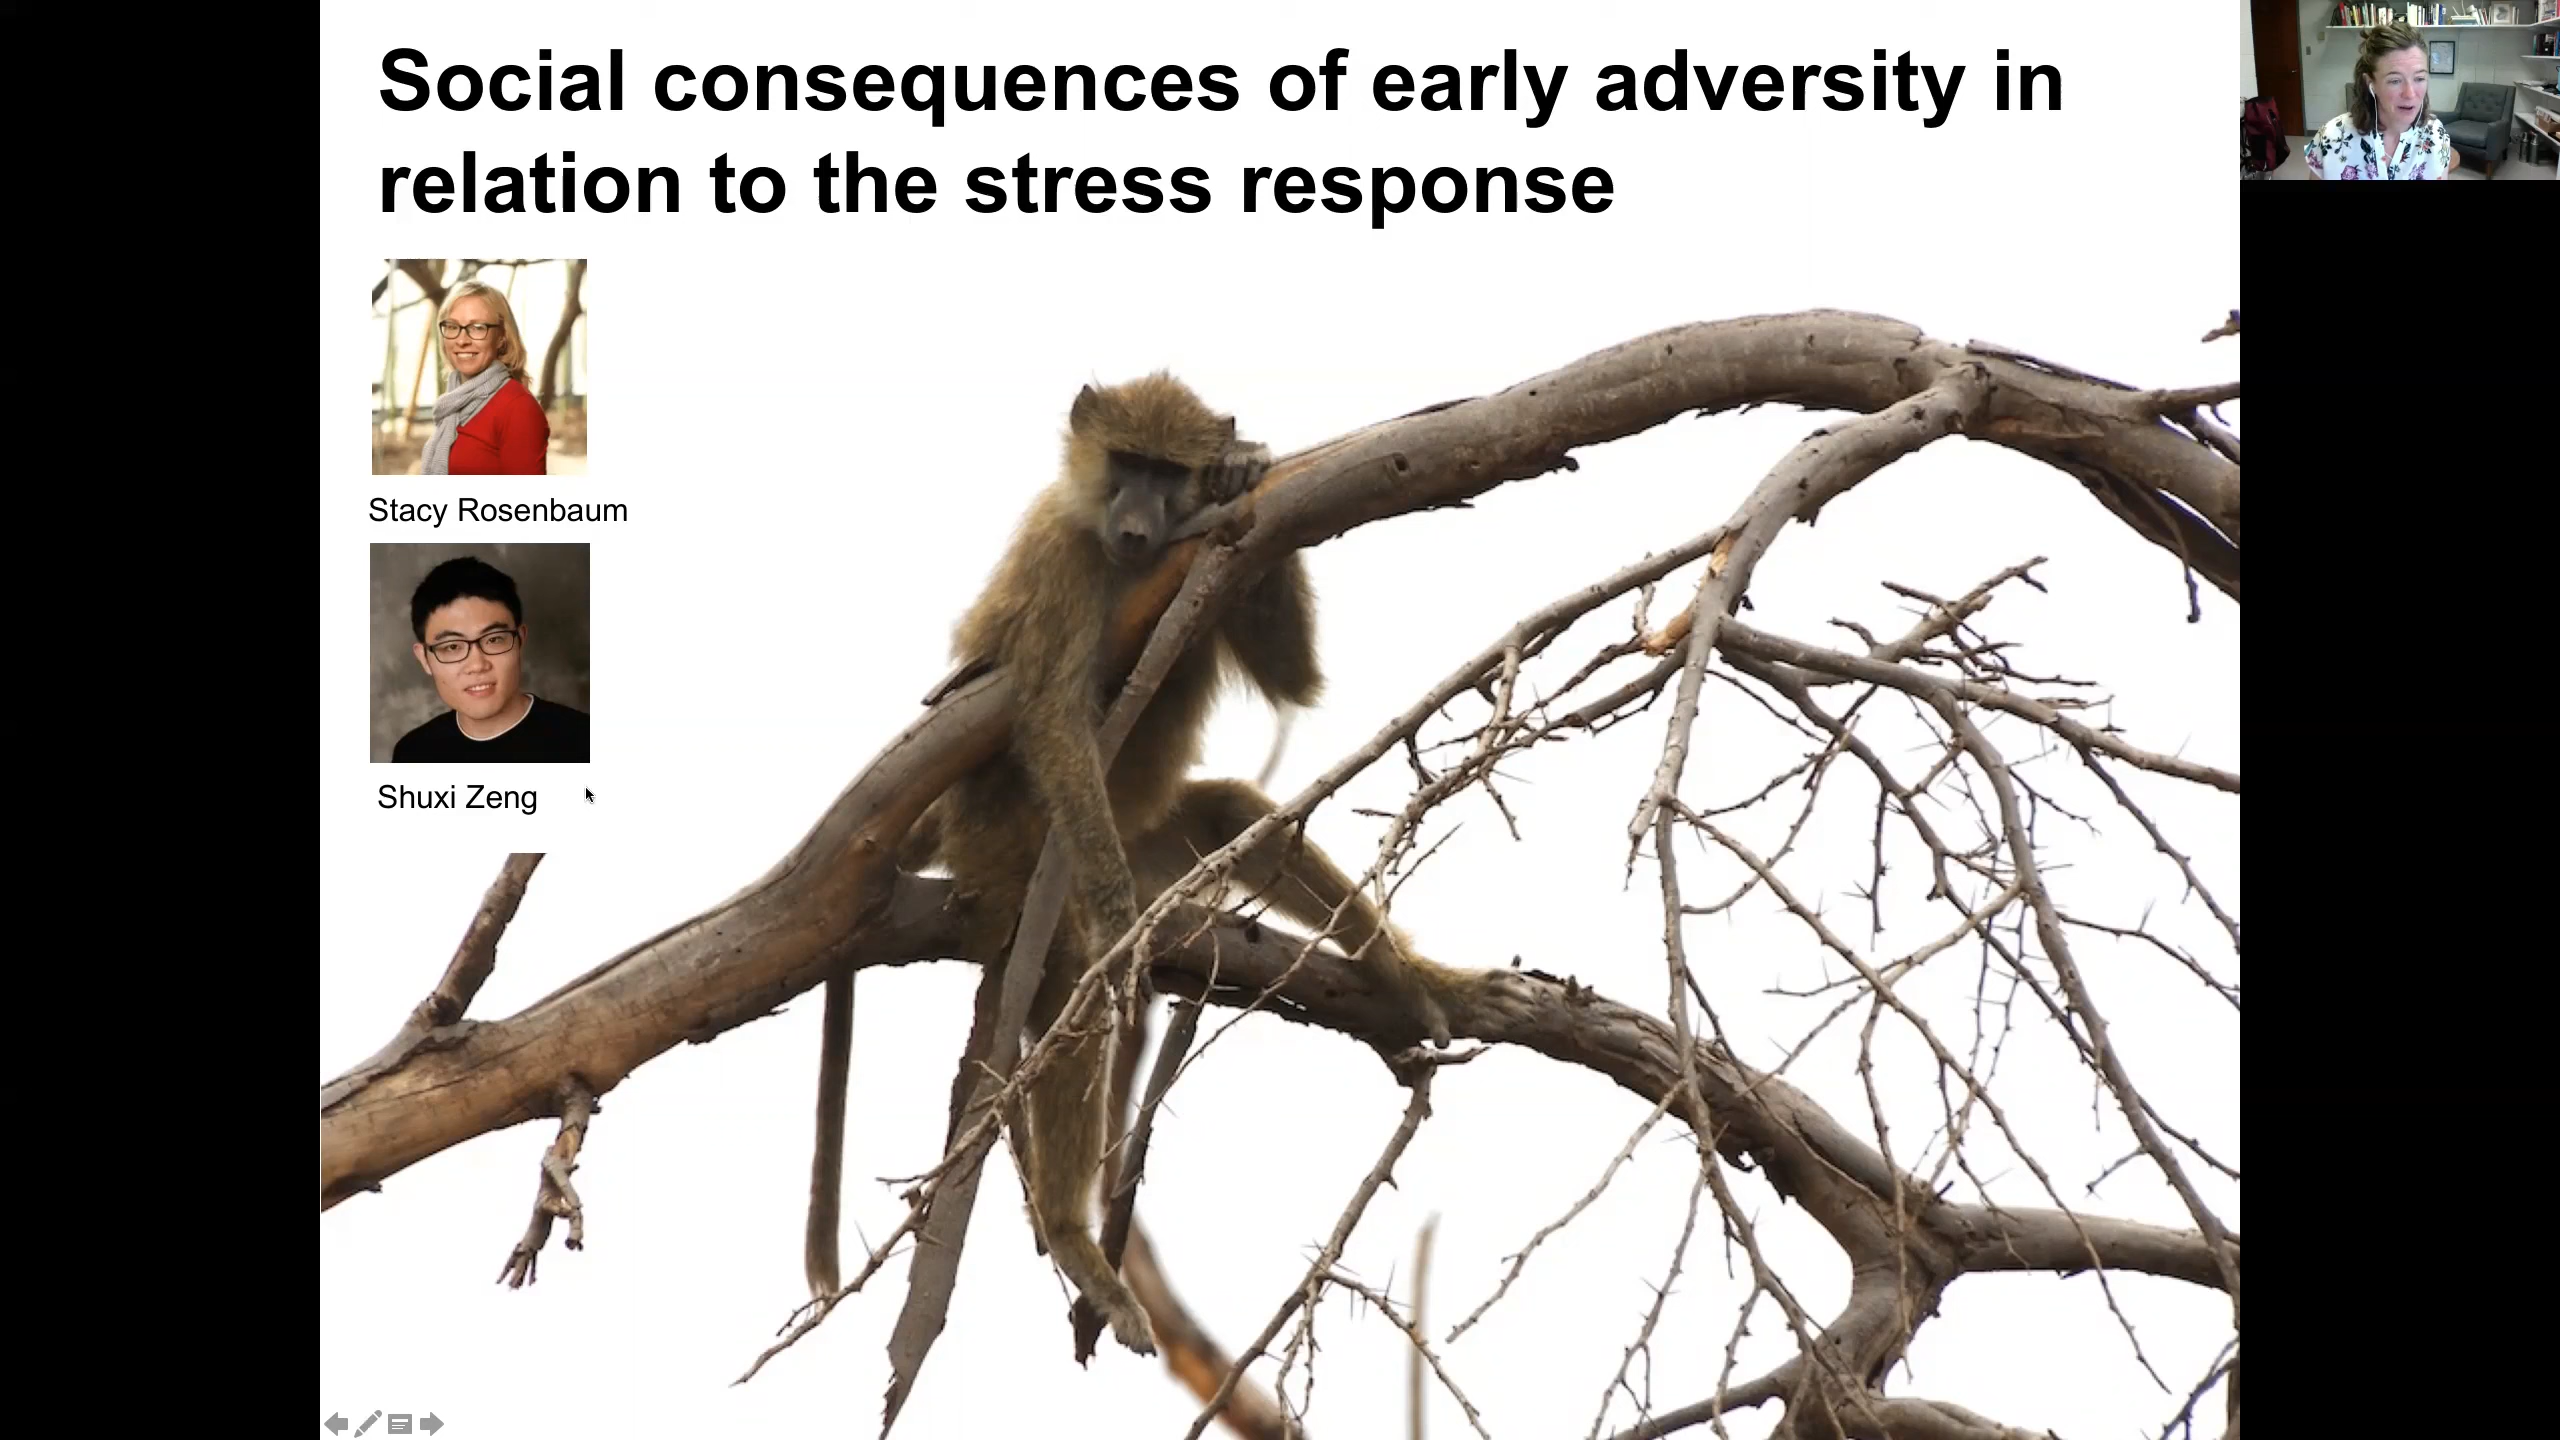 Social consequences of early adversity in
relation to the stress response
Stacy Rosenbaum
Shuxi Zeng